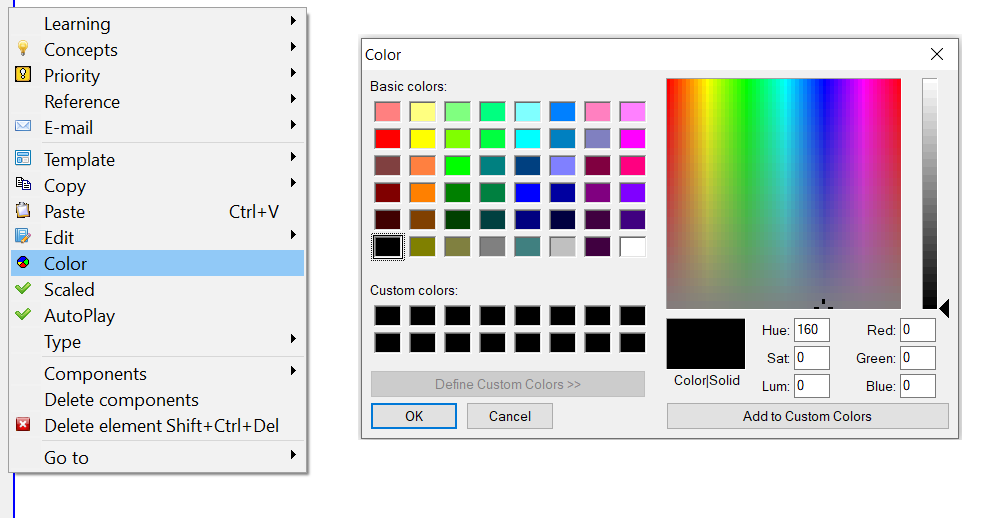 Learning
Concepts
Priority
Reference
E-mail
Template
Copy
Paste Ctrl+V
Edit
Color
Scaled
AutoPlay
Type
Components
Delete components
Delete element Shift+Ctrl+Del
Go to
Color
Basic colors:
Custom colors:
Define Custom Colors >>
OK Cancel
Color|Solid
Hue: 160 Red: 0
Sat: 0 Green: 0
Lum: 0 Blue: 0
Add to Custom Colors